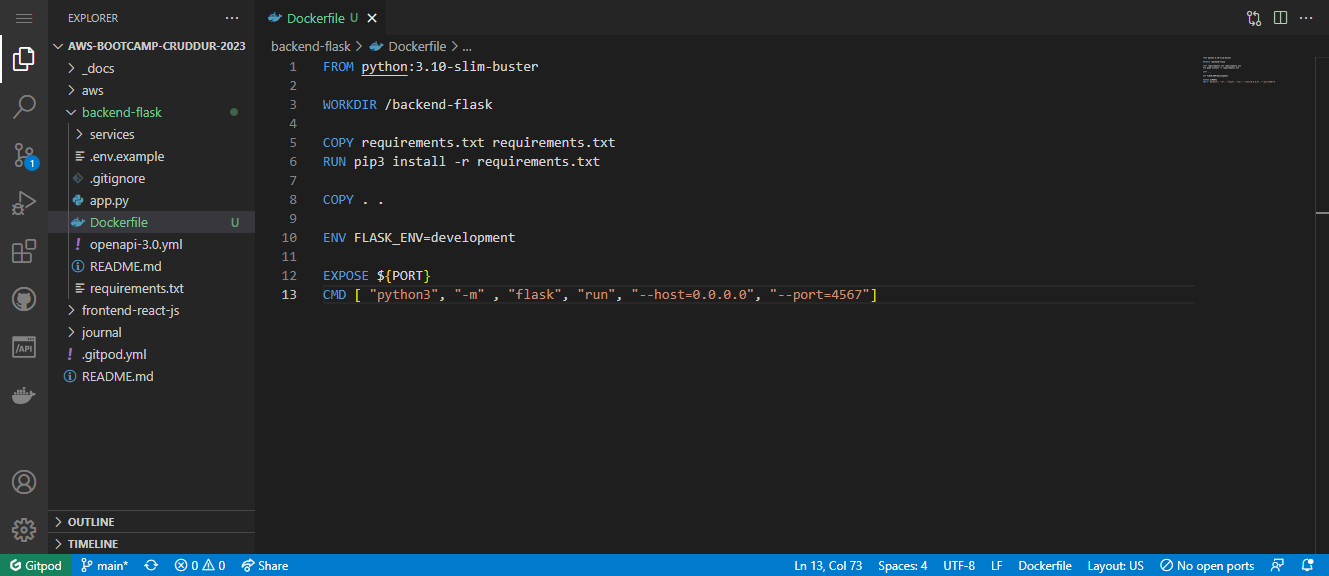 EXPLORER
AWS-BOOTCAMP-CRUDDUR-2023
_docs
aws
backend-flask
services
.env.example
.gitignore
app.py
Dockerfile U
openapi-3.0.yml
README.md
requirements.txt
frontend-react-js
journal
.gitpod.yml
README.md
OUTLINE
TIMELINE
/API
1
Dockerfile U
backend-flask > Dockerfile > ...
1 FROM python:3.10-slim-buster
2
3 WORKDIR /backend-flask
4
5 COPY requirements.txt requirements.txt
6 RUN pip3 install -r requirements.txt
7
8 COPY . .
9
10 ENV FLASK_ENV=development
11
12 EXPOSE ${PORT}
13 CMD [ "python3", "-m" , "flask", "run", "--host=0.0.0.0", "--port=4567"]
Gitpod main* 0 0 Share Ln 13, Col 73 Spaces: 4 UTF-8 LF Dockerfile Layout: US No open ports